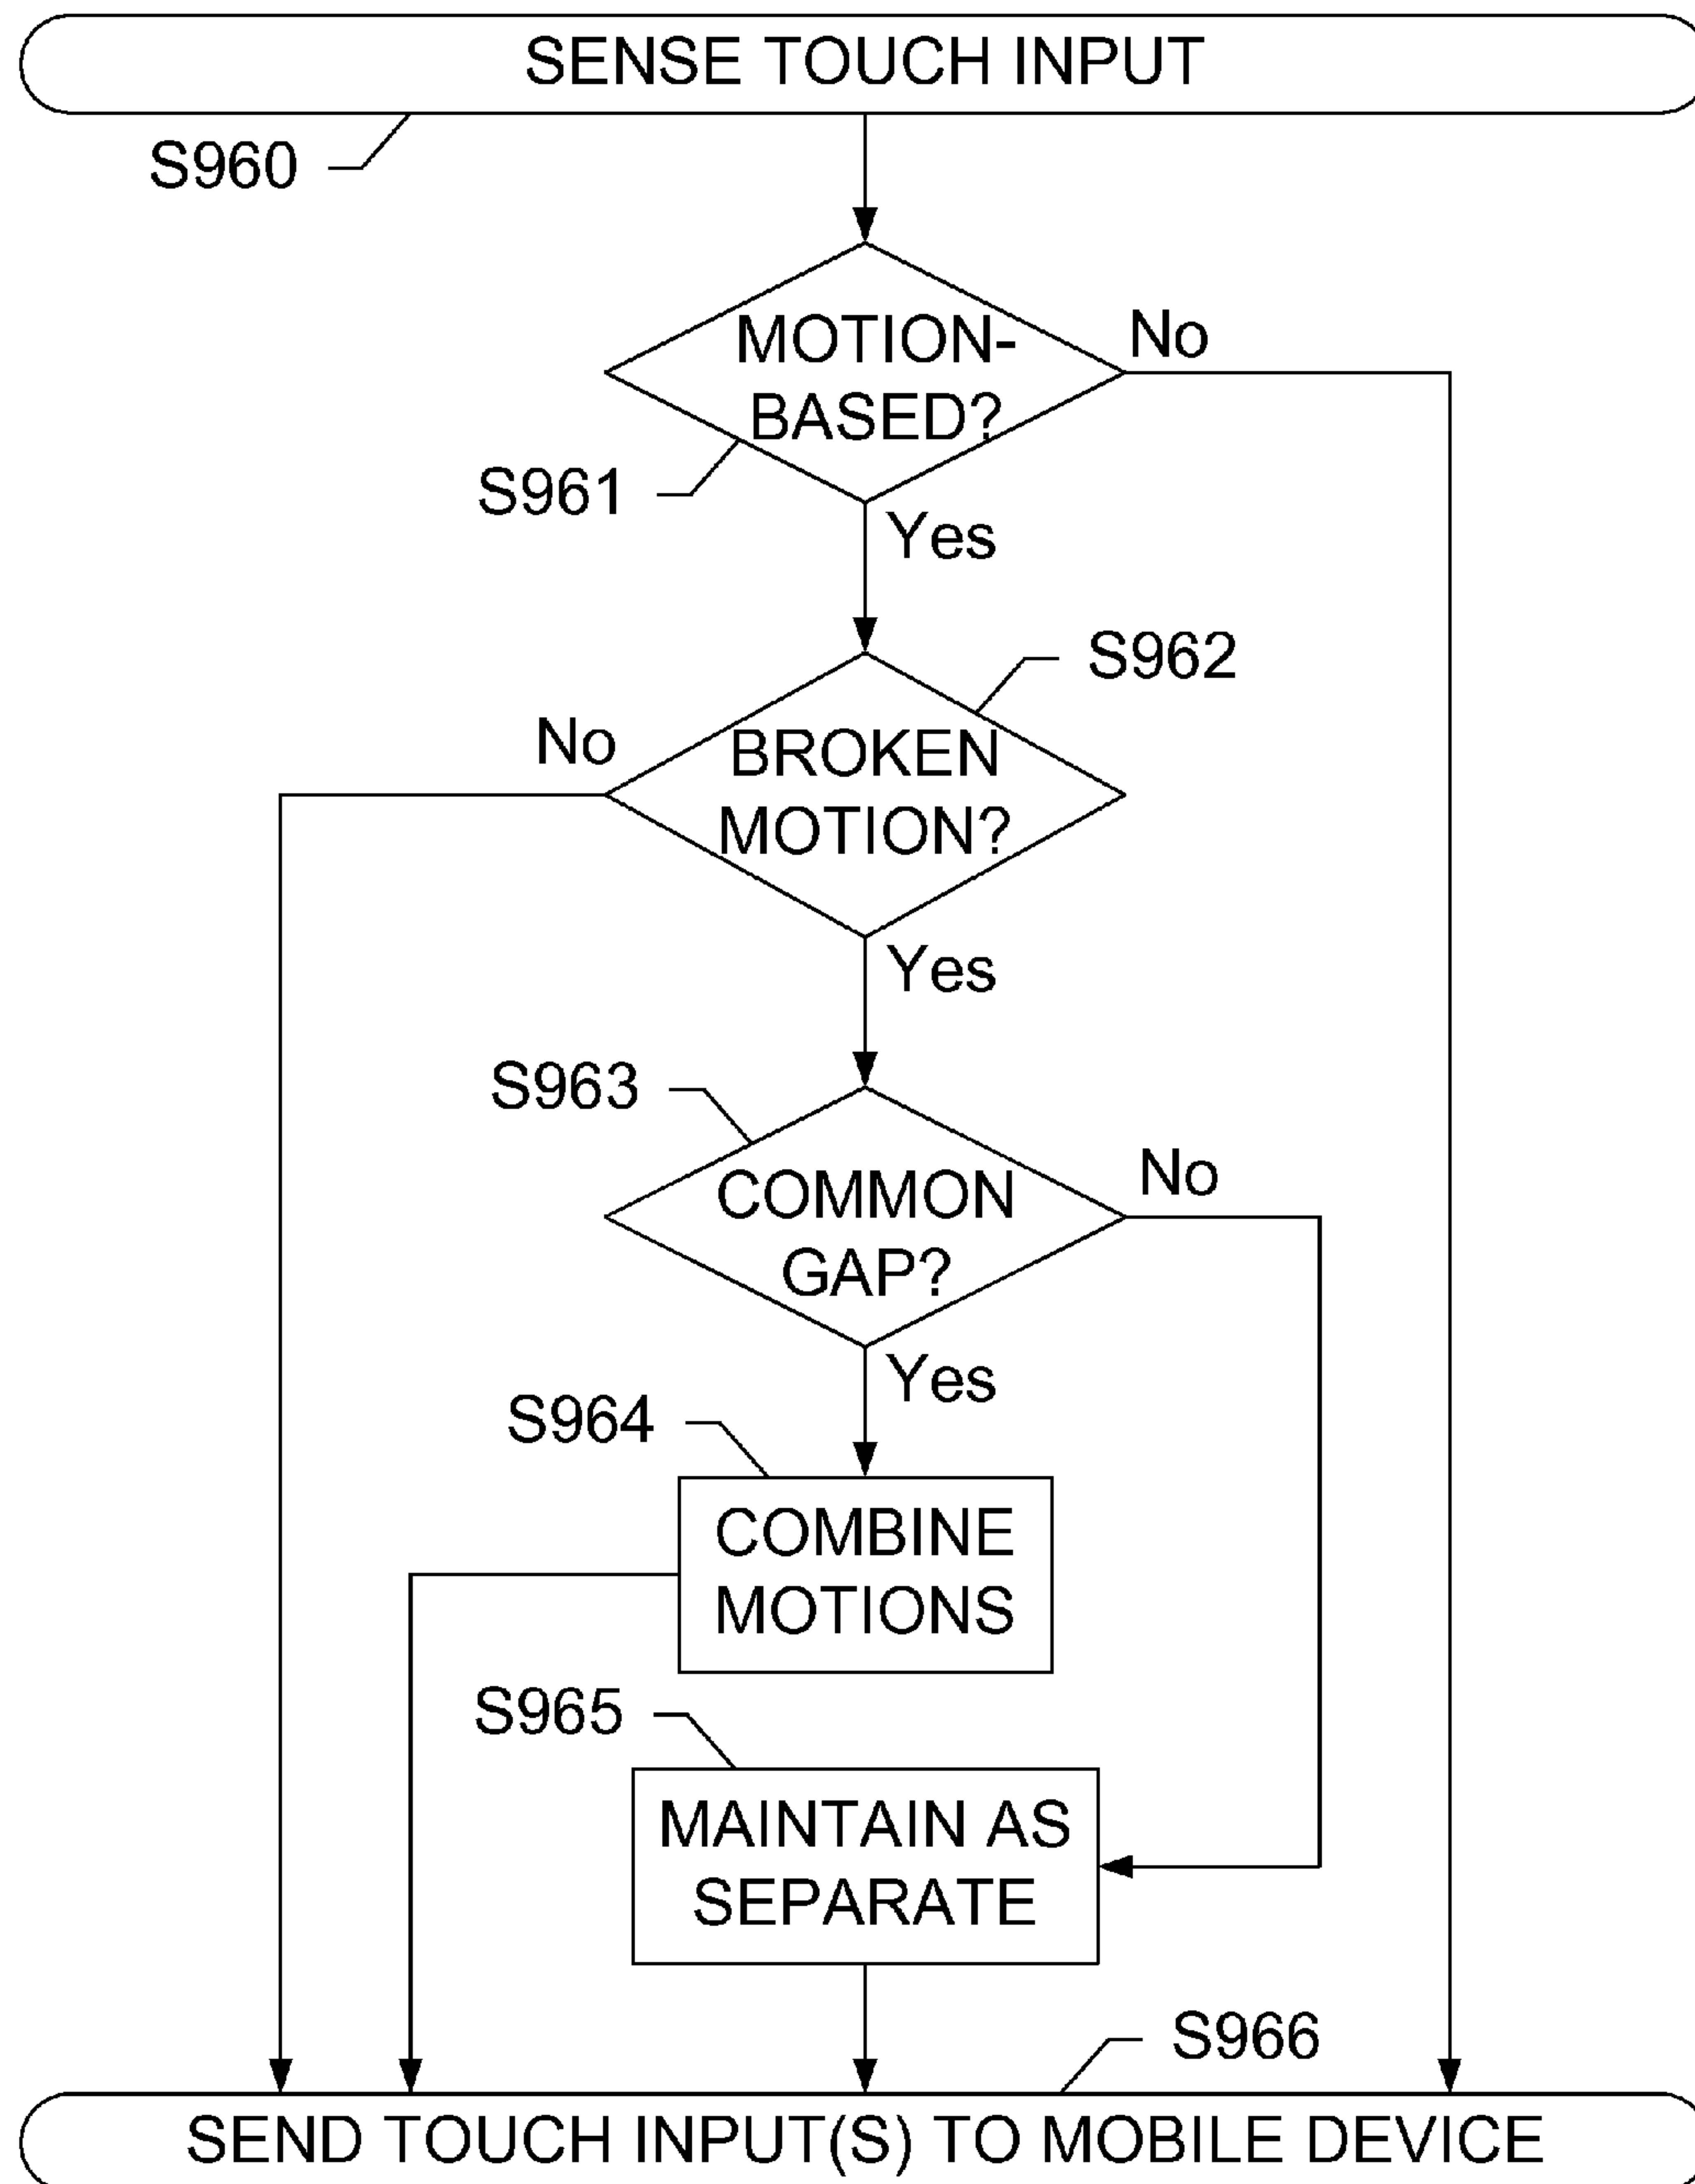 SENSE TOUCH INPUT
S960
MOTION-
BASED?
No
S961
Yes
S962
No
BROKEN
MOTION?
Yes
S963
COMMON
GAP?
No
Yes
S964
COMBINE
MOTIONS
S965
MAINTAIN AS
SEPARATE
S966
SEND TOUCH INPUT(S) TO MOBILE DEVICE